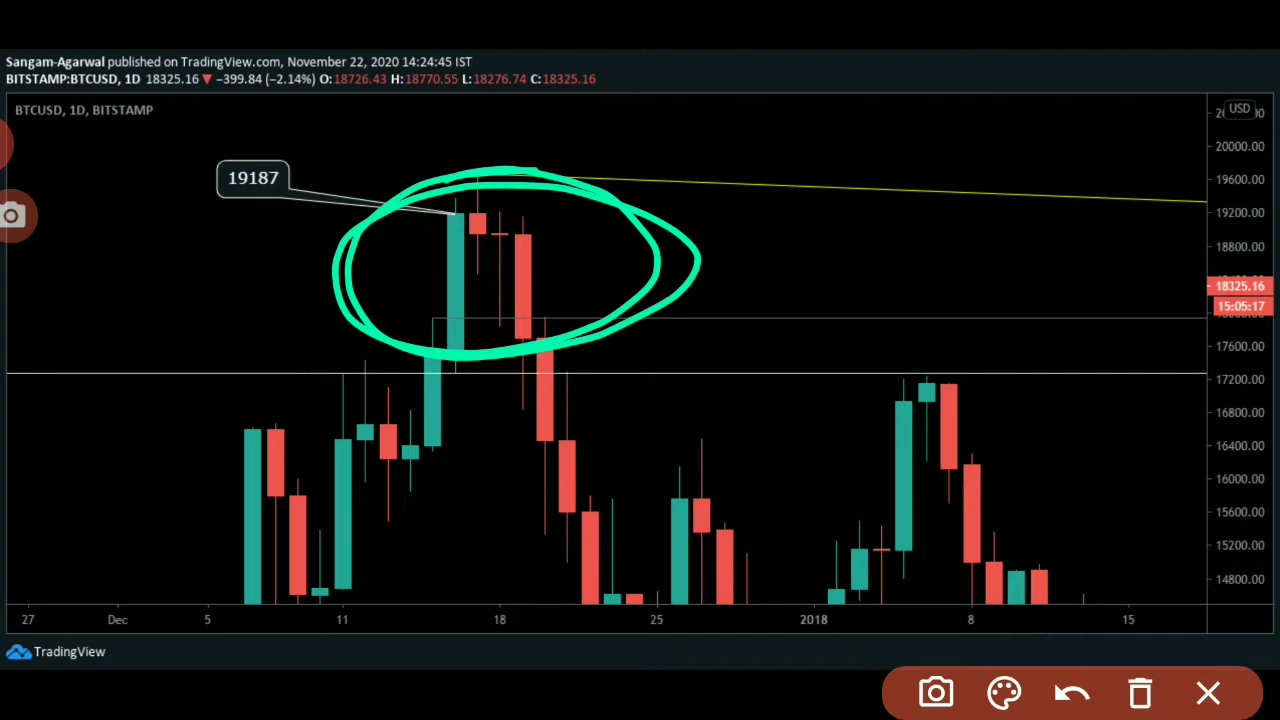 Sangam-Agarwal published on TradingView.com, November 22, 2020 14:24:45 IST
BITSTAMP:BTCUSD, 1D 18325.16 ▼ −399.84 (−2.14%) O:18726.43 H:18770.55 L:18276.74 C:18325.16
BTCUSD, 1D, BITSTAMP
USD
20000.00
19600.00
19187
19200.00
18800.00
18325.16
15:05:17
17600.00
17200.00
16800.00
16400.00
16000.00
15600.00
15200.00
14800.00
27 Dec 5 11 18 25 2018 8 15
TradingView